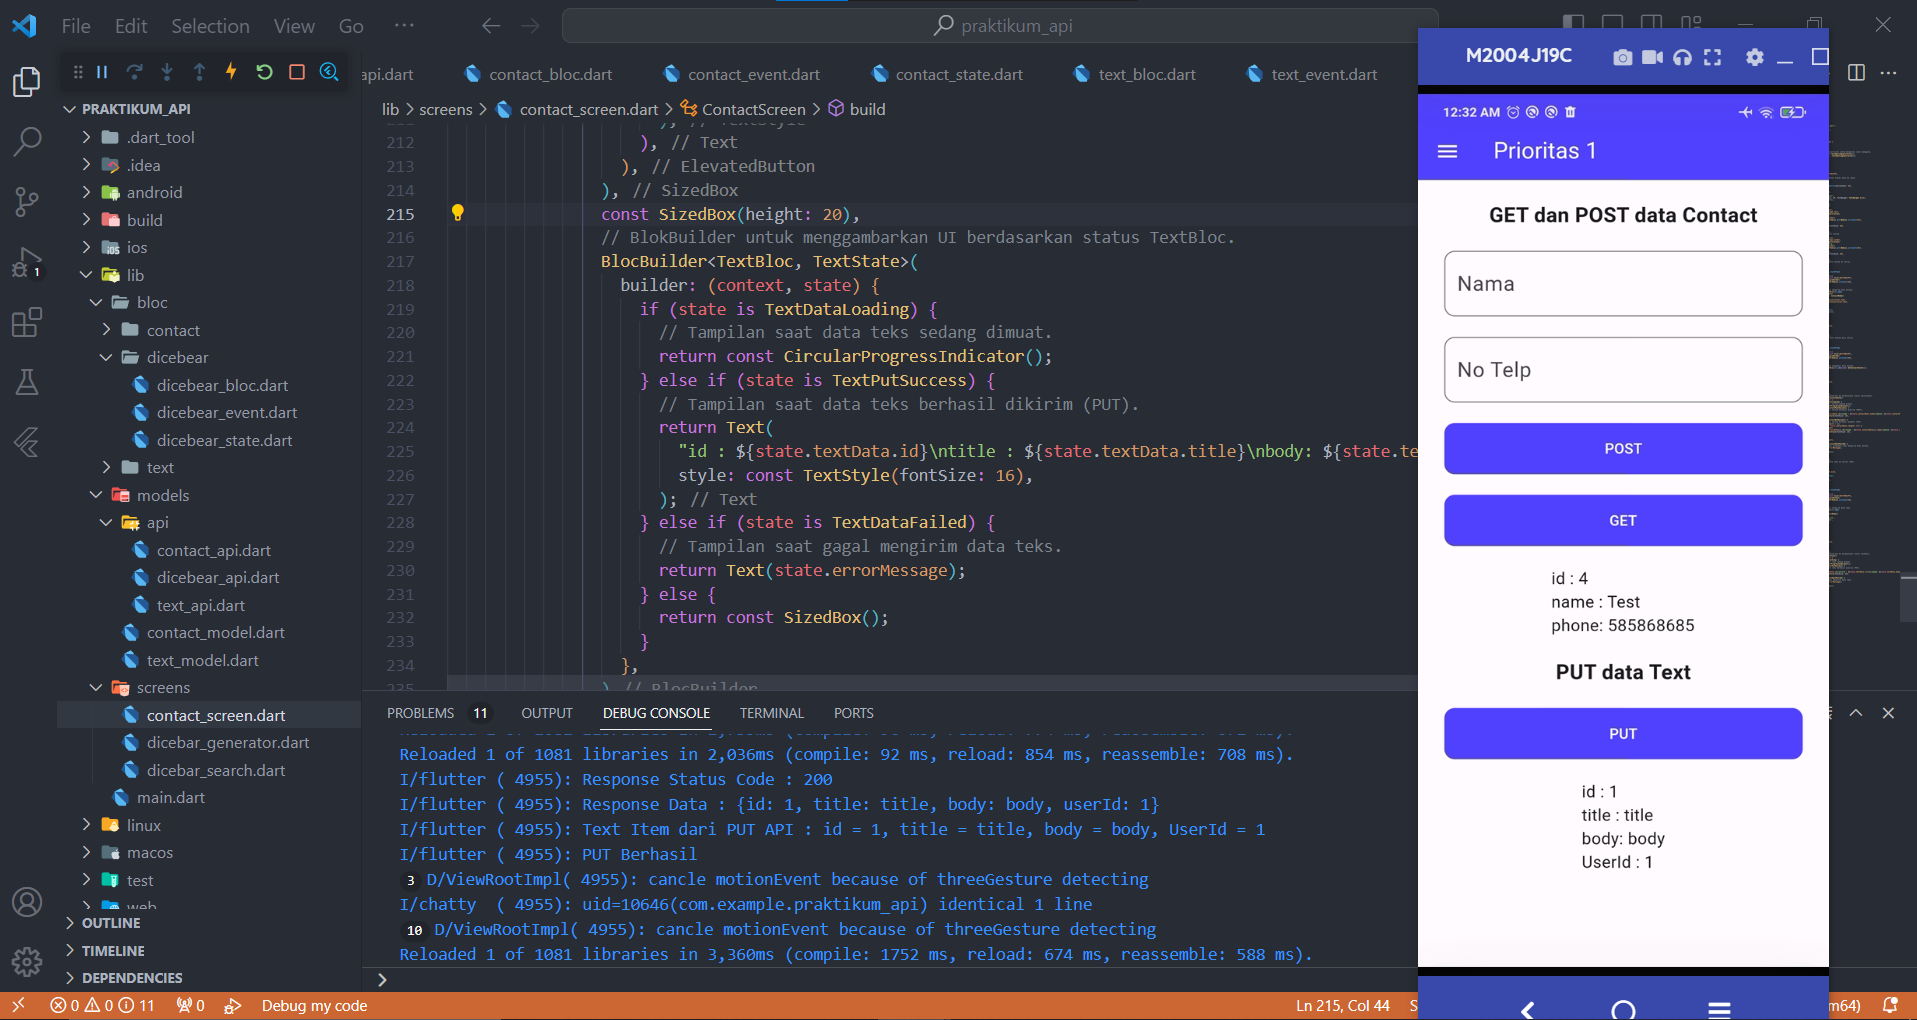 File Edit Selection View Go ···
praktikum_api
api.dart
contact_bloc.dart
contact_event.dart
contact_state.dart
text_bloc.dart
text_event.dart
lib > screens > contact_screen.dart > ContactScreen > build
PRAKTIKUM_API
.dart_tool
.idea
android
build
ios
lib
bloc
contact
dicebear
dicebear_bloc.dart
dicebear_event.dart
dicebear_state.dart
text
models
api
contact_api.dart
dicebear_api.dart
text_api.dart
contact_model.dart
text_model.dart
screens
contact_screen.dart
dicebar_generator.dart
dicebar_search.dart
main.dart
linux
macos
test
web
OUTLINE
TIMELINE
DEPENDENCIES
1
), // TextStyle
212 ), // Text
213 ), // ElevatedButton
214 ), // SizedBox
215 const SizedBox(height: 20),
216 // BlokBuilder untuk menggambarkan UI berdasarkan status TextBloc.
217 BlocBuilder<TextBloc, TextState>(
218 builder: (context, state) {
219 if (state is TextDataLoading) {
220 // Tampilan saat data teks sedang dimuat.
221 return const CircularProgressIndicator();
222 } else if (state is TextPutSuccess) {
223 // Tampilan saat data teks berhasil dikirim (PUT).
224 return Text(
225 "id : ${state.textData.id}\ntitle : ${state.textData.title}\nbody: ${state.te
226 style: const TextStyle(fontSize: 16),
227 ); // Text
228 } else if (state is TextDataFailed) {
229 // Tampilan saat gagal mengirim data teks.
230 return Text(state.errorMessage);
231 } else {
232 return const SizedBox();
233 }
234 },
235 ) // BlocBuilder
PROBLEMS 11 OUTPUT DEBUG CONSOLE TERMINAL PORTS
Reloaded 1 of 1081 libraries in 2,036ms (compile: 92 ms, reload: 854 ms, reassemble: 708 ms).
I/flutter ( 4955): Response Status Code : 200
I/flutter ( 4955): Response Data : {id: 1, title: title, body: body, userId: 1}
I/flutter ( 4955): Text Item dari PUT API : id = 1, title = title, body = body, UserId = 1
I/flutter ( 4955): PUT Berhasil
3 D/ViewRootImpl( 4955): cancle motionEvent because of threeGesture detecting
I/chatty ( 4955): uid=10646(com.example.praktikum_api) identical 1 line
10 D/ViewRootImpl( 4955): cancle motionEvent because of threeGesture detecting
Reloaded 1 of 1081 libraries in 3,360ms (compile: 1752 ms, reload: 674 ms, reassemble: 588 ms).
>
0 0 11 0 Debug my code Ln 215, Col 44 S
m64)
M2004J19C
12:32 AM
Prioritas 1
GET dan POST data Contact
Nama
No Telp
POST
GET
id : 4
name : Test
phone: 585868685
PUT data Text
PUT
id : 1
title : title
body: body
UserId : 1